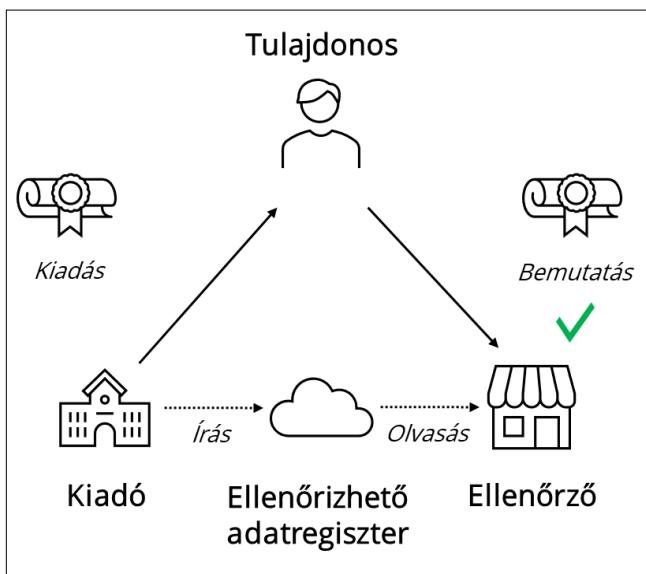 Tulajdonos
Kiadás
Bemutatás
Írás
Olvasás
Kiadó
Ellenőrizhető
adatregiszter
Ellenőrző